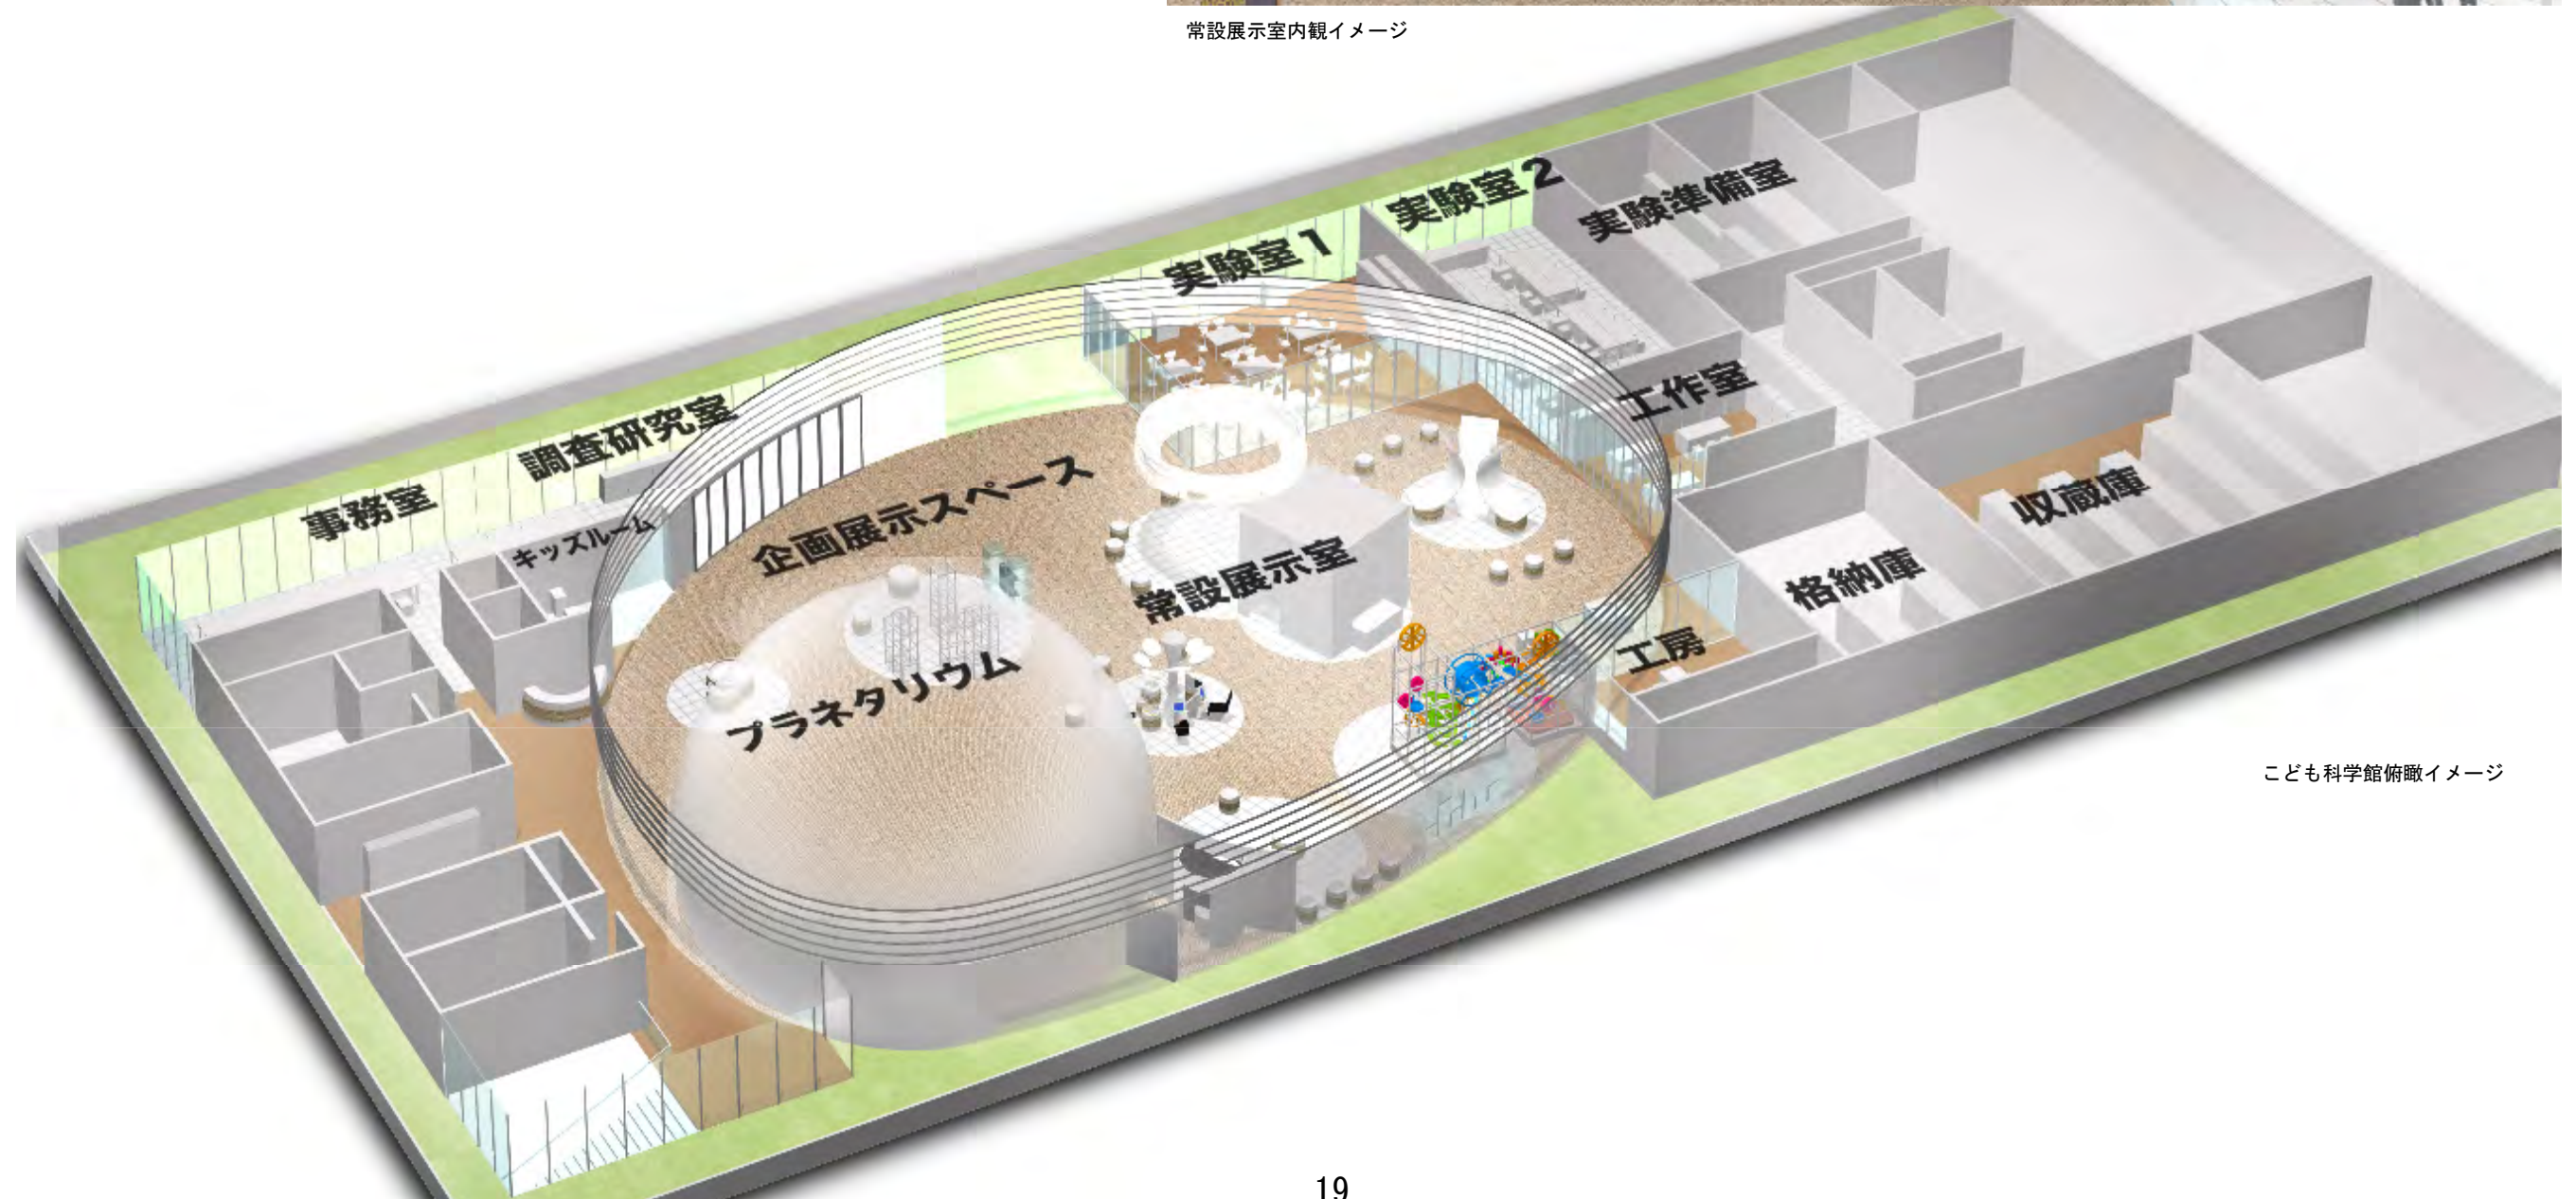 常設展示室内観イメージ
実験室2
実験準備室
実験室1
工作室
調査研究室
事務室
キッズルーム
企画展示スペース
常設展示室
収蔵庫
格納庫
工房
プラネタリウム
こども科学館俯瞰イメージ
19